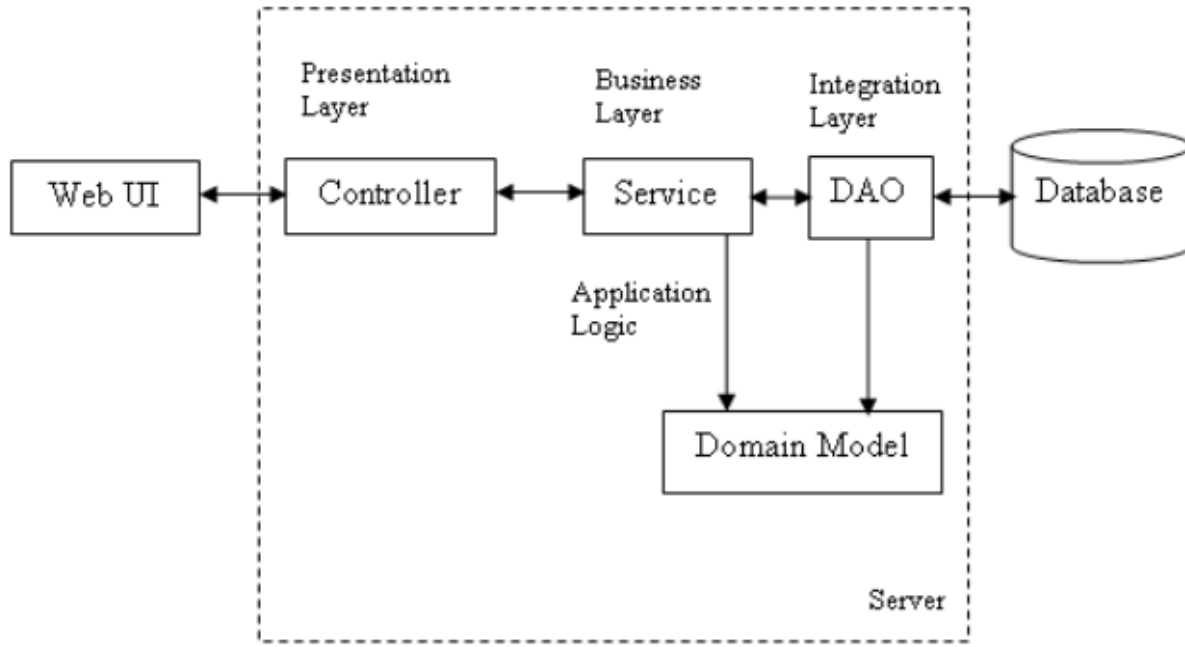 Presentation
Layer
Business
Layer
Integration
Layer
Web UI
Controller
Service
DAO
Database
Application
Logic
Domain Model
Server